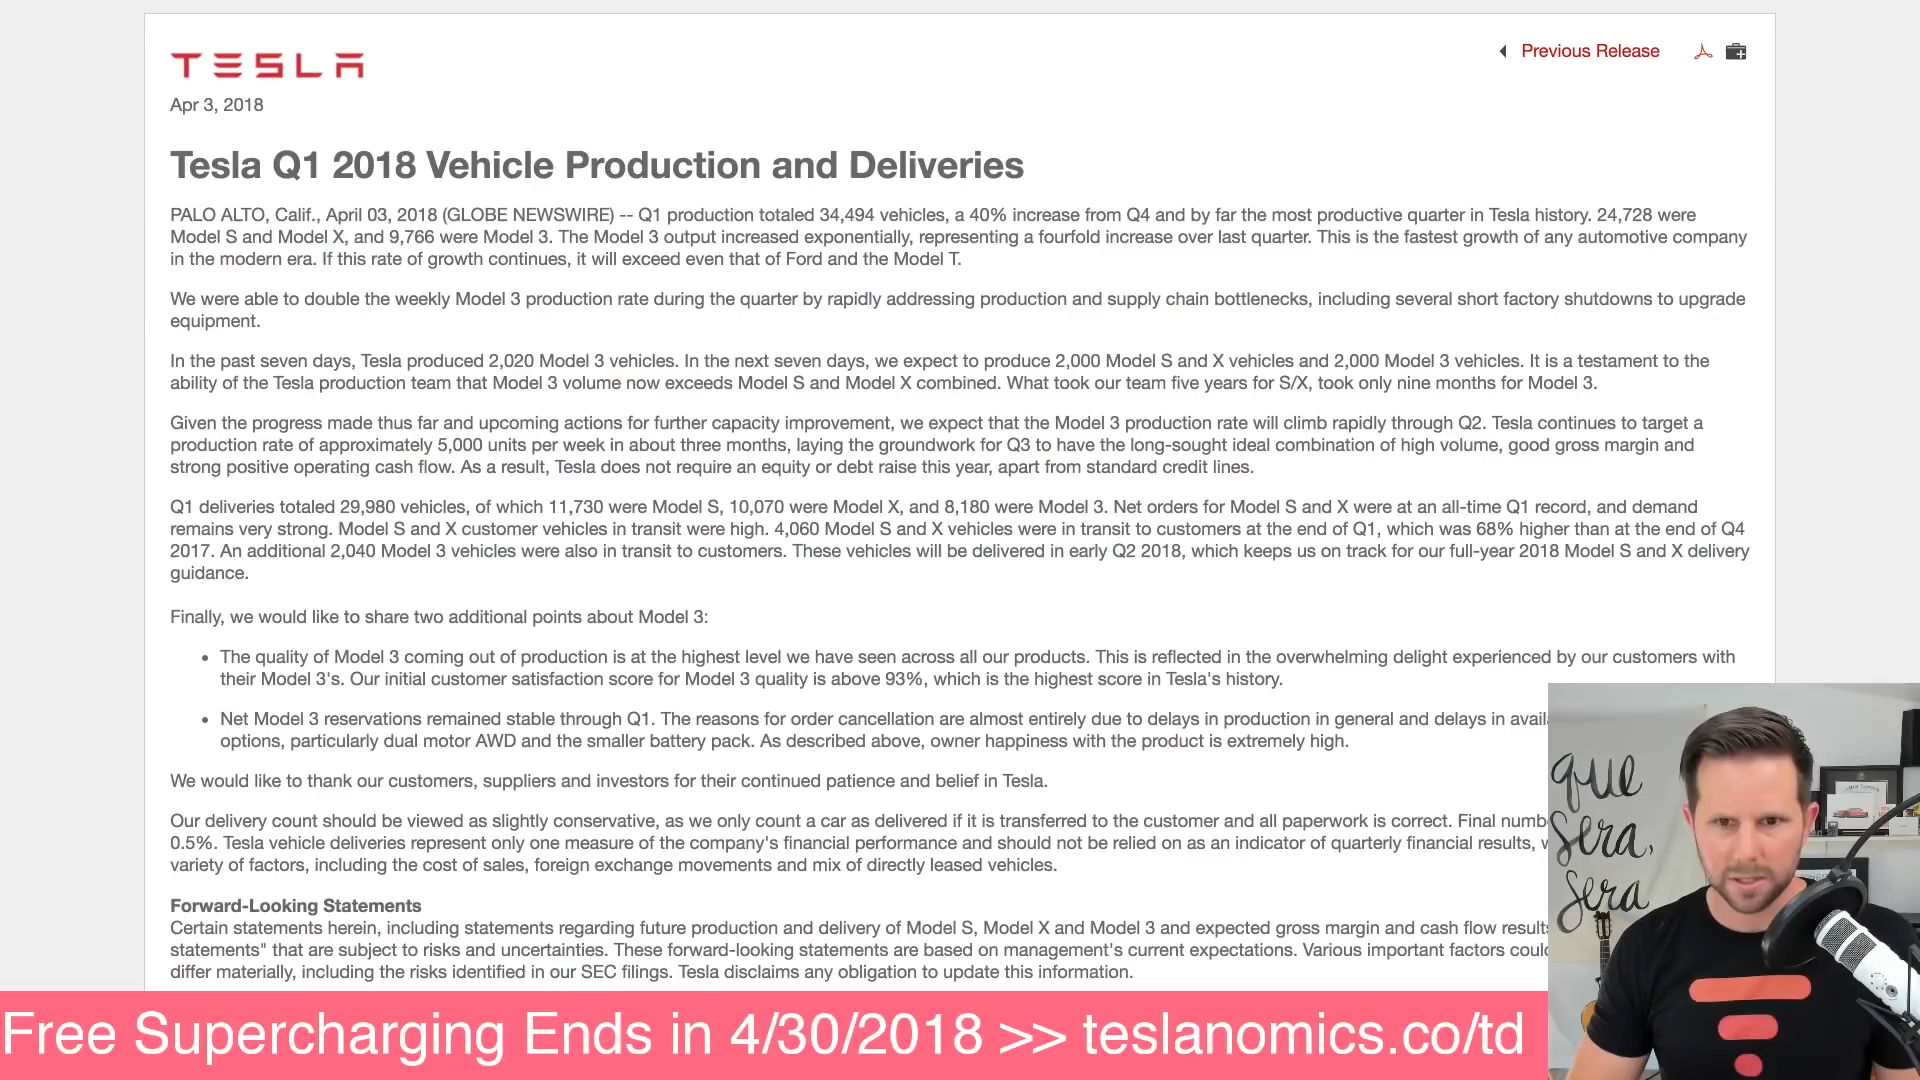 TESLA
Previous Release
Apr 3, 2018
Tesla Q1 2018 Vehicle Production and Deliveries
PALO ALTO, Calif., April 03, 2018 (GLOBE NEWSWIRE) -- Q1 production totaled 34,494 vehicles, a 40% increase from Q4 and by far the most productive quarter in Tesla history. 24,728 were
Model S and Model X, and 9,766 were Model 3. The Model 3 output increased exponentially, representing a fourfold increase over last quarter. This is the fastest growth of any automotive company
in the modern era. If this rate of growth continues, it will exceed even that of Ford and the Model T.
We were able to double the weekly Model 3 production rate during the quarter by rapidly addressing production and supply chain bottlenecks, including several short factory shutdowns to upgrade
equipment.
In the past seven days, Tesla produced 2,020 Model 3 vehicles. In the next seven days, we expect to produce 2,000 Model S and X vehicles and 2,000 Model 3 vehicles. It is a testament to the
ability of the Tesla production team that Model 3 volume now exceeds Model S and Model X combined. What took our team five years for S/X, took only nine months for Model 3.
Given the progress made thus far and upcoming actions for further capacity improvement, we expect that the Model 3 production rate will climb rapidly through Q2. Tesla continues to target a
production rate of approximately 5,000 units per week in about three months, laying the groundwork for Q3 to have the long-sought ideal combination of high volume, good gross margin and
strong positive operating cash flow. As a result, Tesla does not require an equity or debt raise this year, apart from standard credit lines.
Q1 deliveries totaled 29,980 vehicles, of which 11,730 were Model S, 10,070 were Model X, and 8,180 were Model 3. Net orders for Model S and X were at an all-time Q1 record, and demand
remains very strong. Model S and X customer vehicles in transit were high. 4,060 Model S and X vehicles were in transit to customers at the end of Q1, which was 68% higher than at the end of Q4
2017. An additional 2,040 Model 3 vehicles were also in transit to customers. These vehicles will be delivered in early Q2 2018, which keeps us on track for our full-year 2018 Model S and X delivery
guidance.
Finally, we would like to share two additional points about Model 3:
• The quality of Model 3 coming out of production is at the highest level we have seen across all our products. This is reflected in the overwhelming delight experienced by our customers with
their Model 3's. Our initial customer satisfaction score for Model 3 quality is above 93%, which is the highest score in Tesla's history.
• Net Model 3 reservations remained stable through Q1. The reasons for order cancellation are almost entirely due to delays in production in general and delays in
options, particularly dual motor AWD and the smaller battery pack. As described above, owner happiness with the product is extremely high.
We would like to thank our customers, suppliers and investors for their continued patience and belief in Tesla.
Our delivery count should be viewed as slightly conservative, as we only count a car as delivered if it is transferred to the customer and all paperwork is correct. Final
0.5%. Tesla vehicle deliveries represent only one measure of the company's financial performance and should not be relied on as an indicator of quarterly financial results,
variety of factors, including the cost of sales, foreign exchange movements and mix of directly leased vehicles.
Forward-Looking Statements
Certain statements herein, including statements regarding future production and delivery of Model S, Model X and Model 3 and expected gross margin and cash flow
statements" that are subject to risks and uncertainties. These forward-looking statements are based on management's current expectations. Various important factors
differ materially, including the risks identified in our SEC filings. Tesla disclaims any obligation to update this information.
que
sera,
sera
Free Supercharging Ends in 4/30/2018 >> teslanomics.co/td